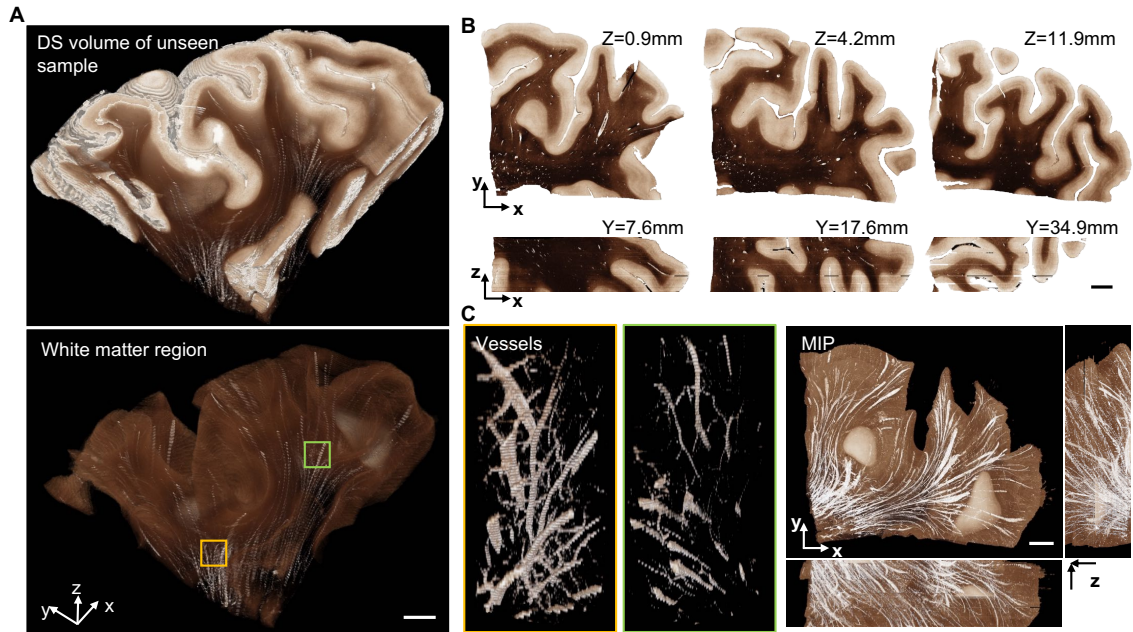 A
DS volume of unseen
sample
White matter region
z
y
x
B
Z=0.9mm
Z=4.2mm
Z=11.9mm
y
x
Y=7.6mm
Y=17.6mm
Y=34.9mm
z
x
C
Vessels
MIP
y
x
z